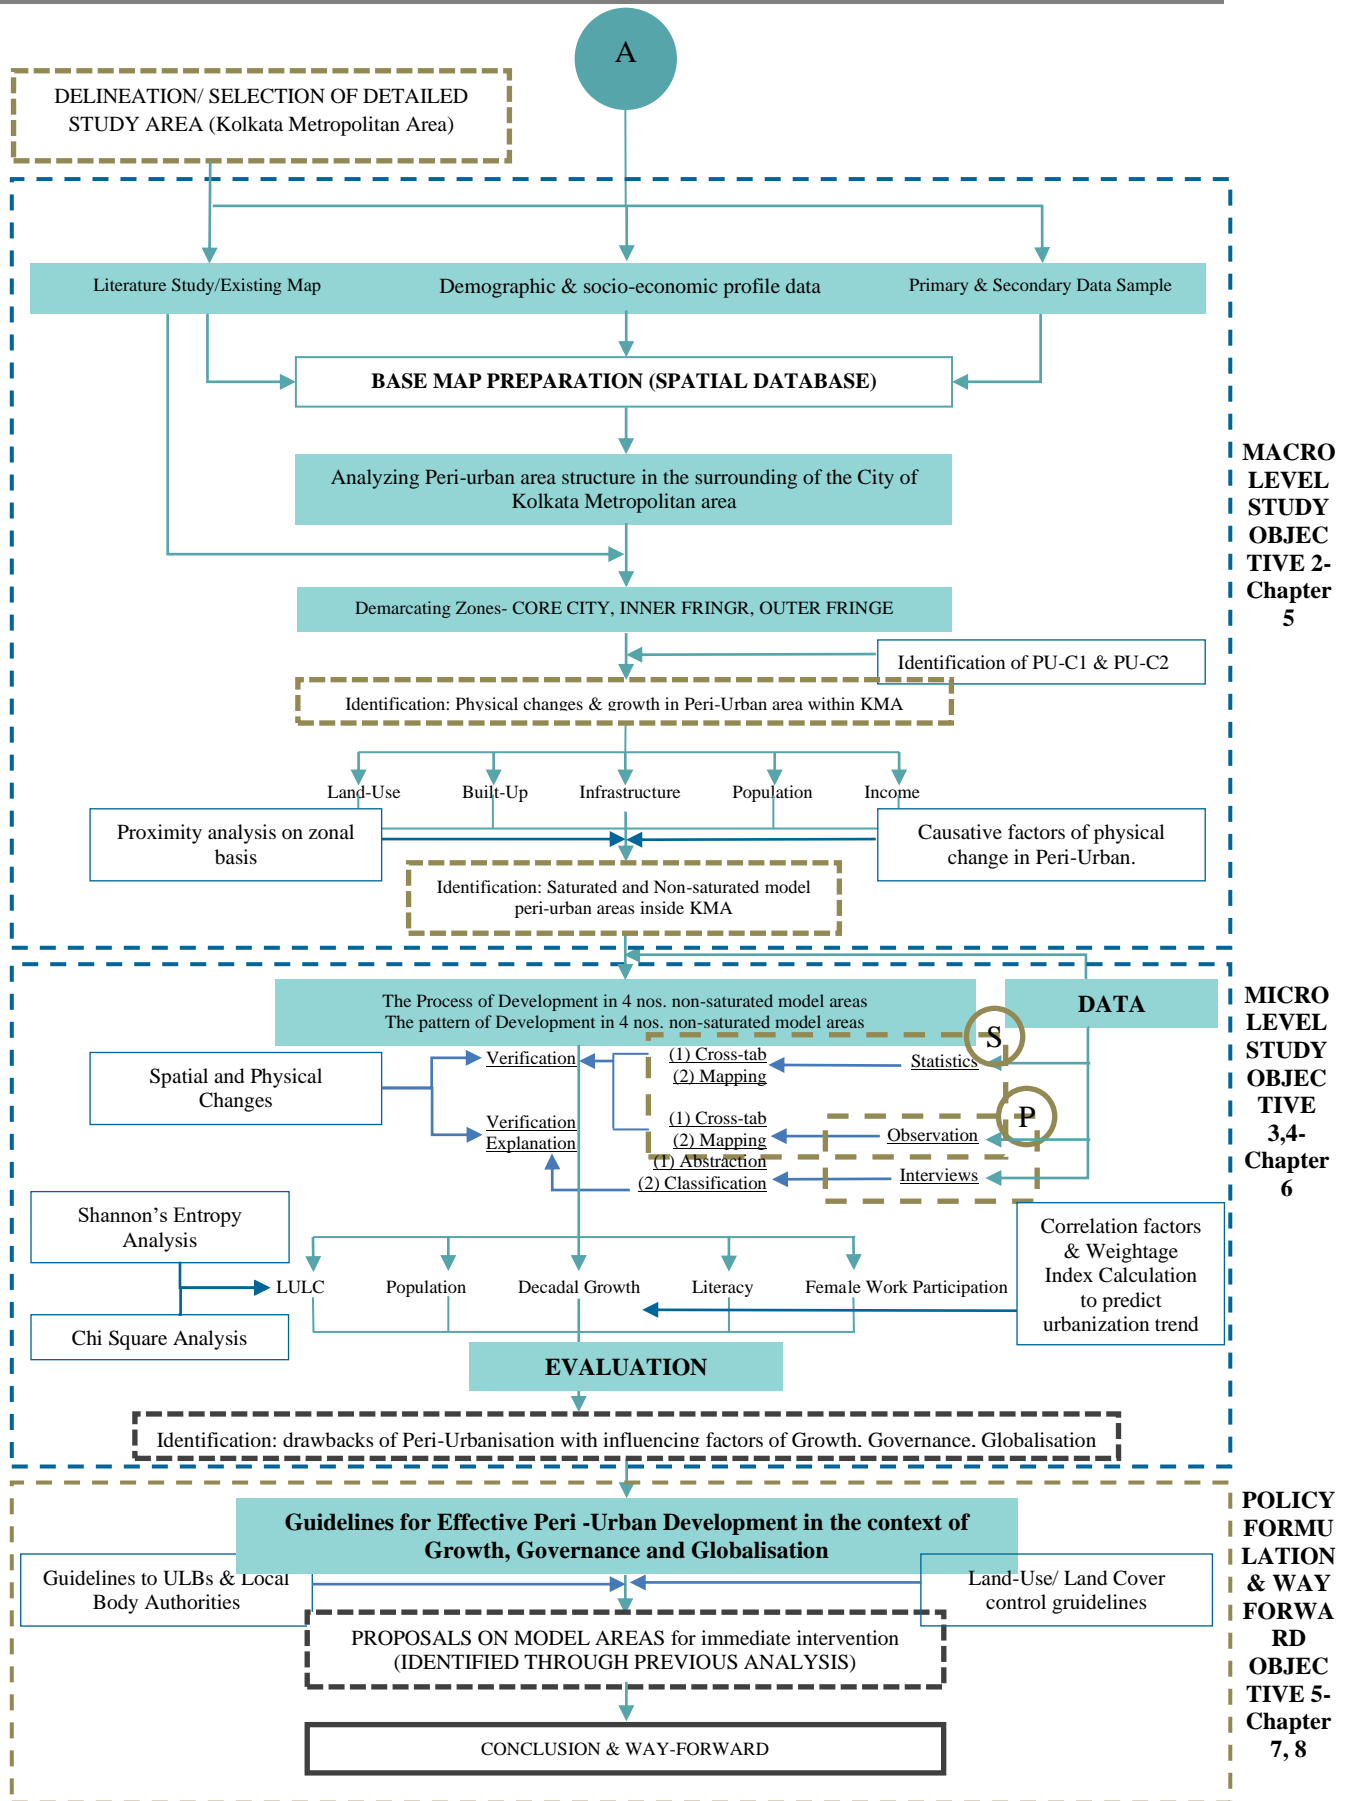 A
DELINEATION/ SELECTION OF DETAILED
STUDY AREA (Kolkata Metropolitan Area)
Literature Study/Existing Map
Demographic & socio-economic profile data
Primary & Secondary Data Sample
BASE MAP PREPARATION (SPATIAL DATABASE)
Analyzing Peri-urban area structure in the surrounding of the City of
Kolkata Metropolitan area
Demarcating Zones- CORE CITY, INNER FRINGR, OUTER FRINGE
Identification of PU-C1 & PU-C2
Identification: Physical changes & growth in Peri-Urban area within KMA
Land-Use
Built-Up
Infrastructure
Population
Income
Proximity analysis on zonal
basis
Causative factors of physical
change in Peri-Urban.
Identification: Saturated and Non-saturated model
peri-urban areas inside KMA
MACRO
LEVEL
STUDY
OBJEC
TIVE 2-
Chapter
5
The Process of Development in 4 nos. non-saturated model areas
The pattern of Development in 4 nos. non-saturated model areas
DATA
S
Spatial and Physical
Changes
Verification
(1) Cross-tab
(2) Mapping
Statistics
P
Verification
Explanation
(1) Cross-tab
(2) Mapping
Observation
(1) Abstraction
(2) Classification
Interviews
Shannon's Entropy
Analysis
Chi Square Analysis
LULC
Population
Decadal Growth
Literacy
Female Work Participation
Correlation factors
& Weightage
Index Calculation
to predict
urbanization trend
EVALUATION
Identification: drawbacks of Peri-Urbanisation with influencing factors of Growth, Governance, Globalisation
MICRO
LEVEL
STUDY
OBJEC
TIVE
3,4-
Chapter
6
Guidelines for Effective Peri -Urban Development in the context of
Growth, Governance and Globalisation
Guidelines to ULBs & Local
Body Authorities
Land-Use/ Land Cover
control gruidelines
PROPOSALS ON MODEL AREAS for immediate intervention
(IDENTIFIED THROUGH PREVIOUS ANALYSIS)
CONCLUSION & WAY-FORWARD
POLICY
FORMU
LATION
& WAY
FORWA
RD
OBJEC
TIVE 5-
Chapter
7, 8